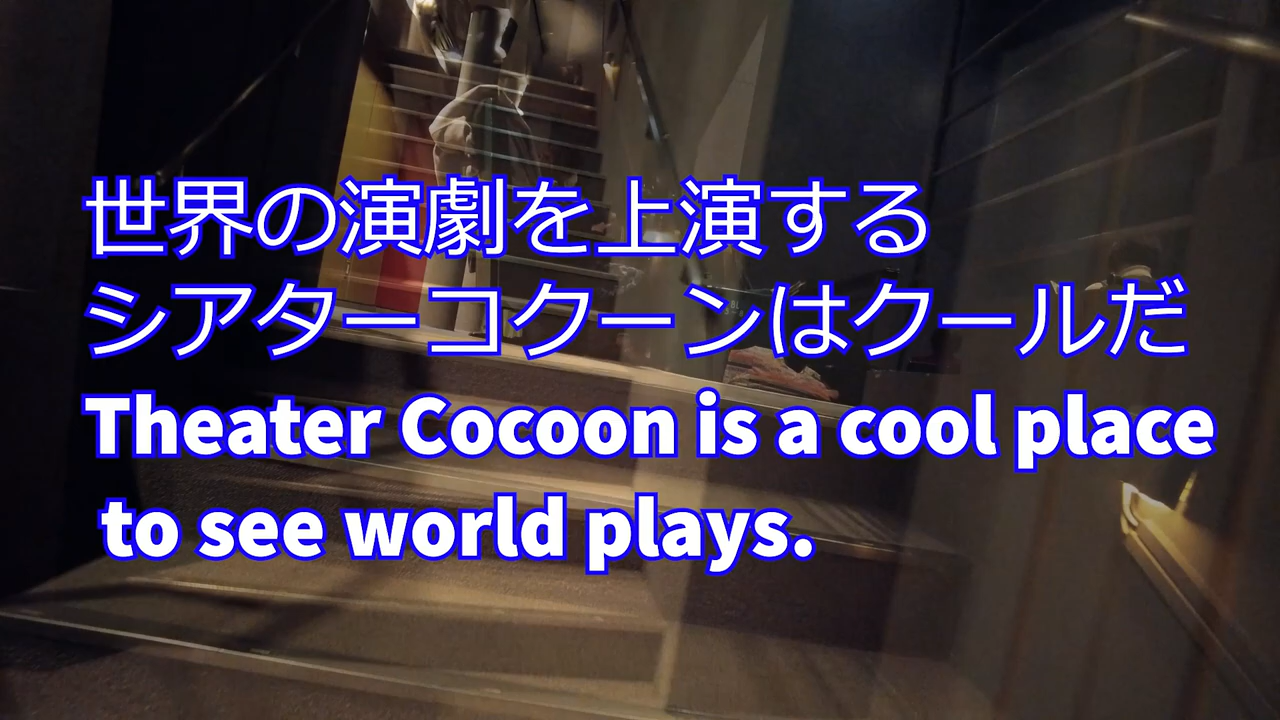 世界の演劇を上演する
シアターコクーンはクールだ
Theater Cocoon is a cool place
to see world plays.